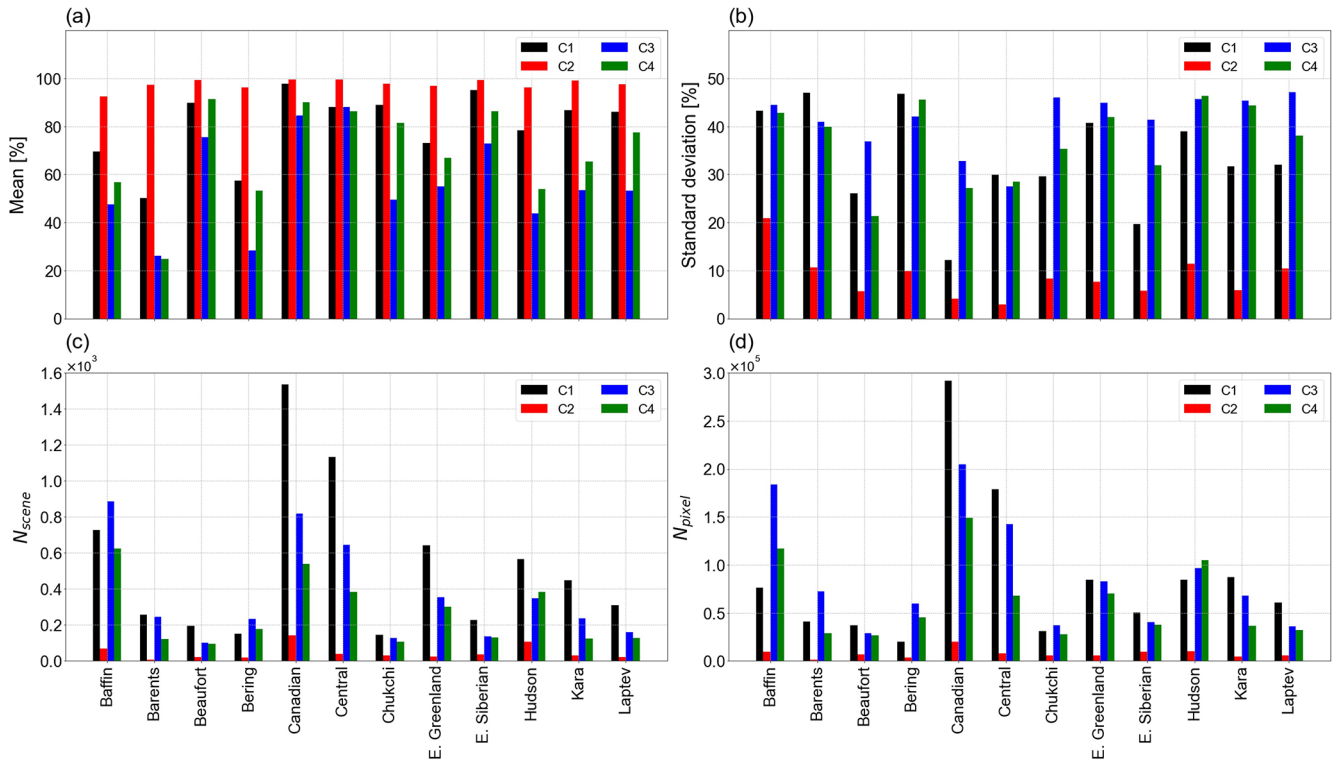 (a)
Mean [%]
100
80
60
40
20
0
C1
C2
C3
C4
(b)
Standard deviation [%]
50
40
30
20
10
0
C1
C2
C3
C4
(c)
×10³
N_scene
1.6
1.4
1.2
1.0
0.8
0.6
0.4
0.2
0.0
C1
C2
C3
C4
Baffin
Barents
Beaufort
Bering
Canadian
Central
Chukchi
E. Greenland
E. Siberian
Hudson
Kara
Laptev
(d)
×10⁵
N_pixel
3.0
2.5
2.0
1.5
1.0
0.5
0.0
C1
C2
C3
C4
Baffin
Barents
Beaufort
Bering
Canadian
Central
Chukchi
E. Greenland
E. Siberian
Hudson
Kara
Laptev